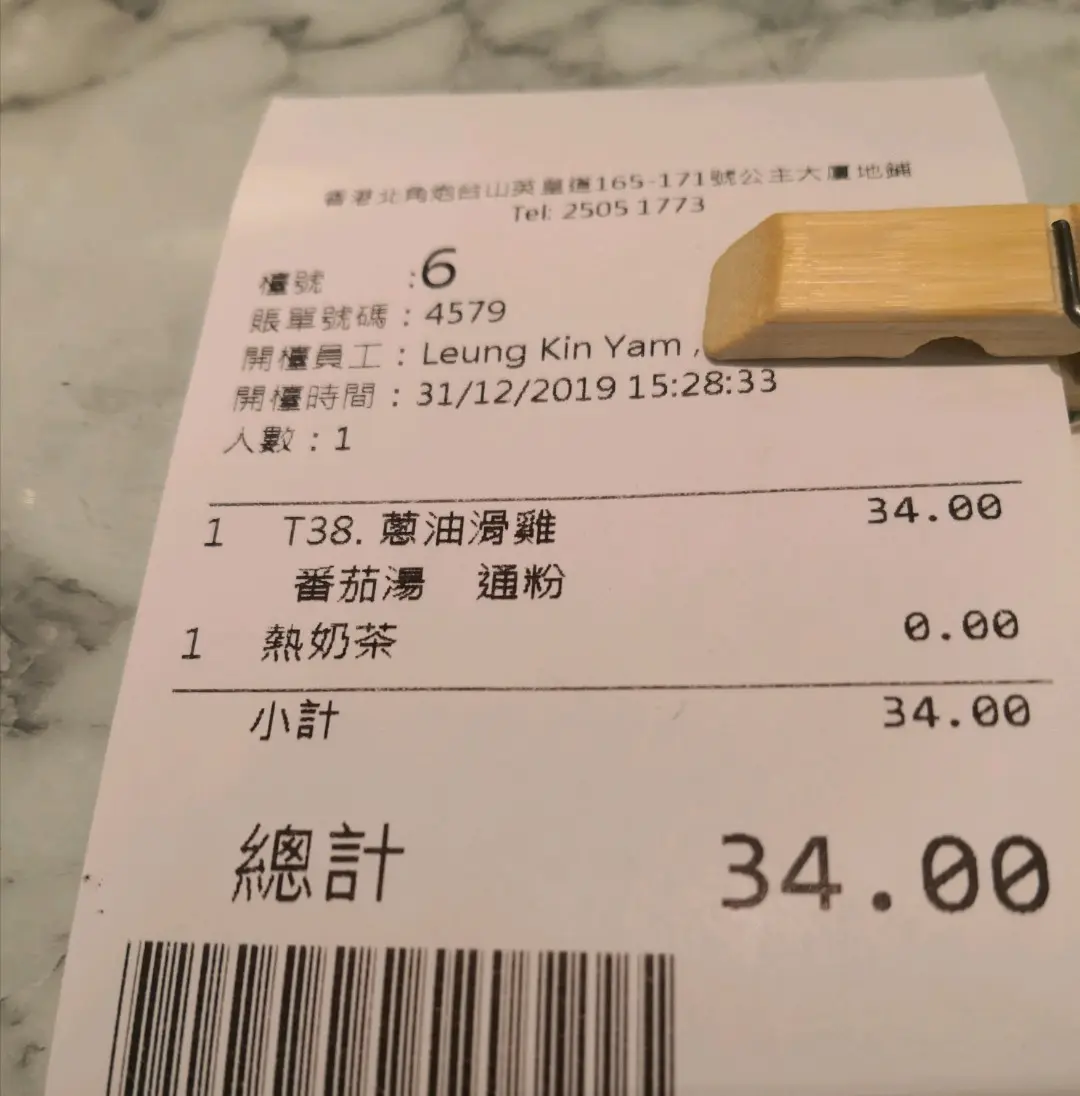 香港北角炮台山英皇道165-171號公主大廈地鋪
Tel: 2505 1773
檯號 :6
賬單號碼：4579
開檯員工：Leung Kin Yam ,
開檯時間：31/12/2019 15:28:33
人數：1
1 T38. 蔥油滑雞 34.00
番茄湯 通粉
1 熱奶茶 0.00
小計 34.00
總計 34.00